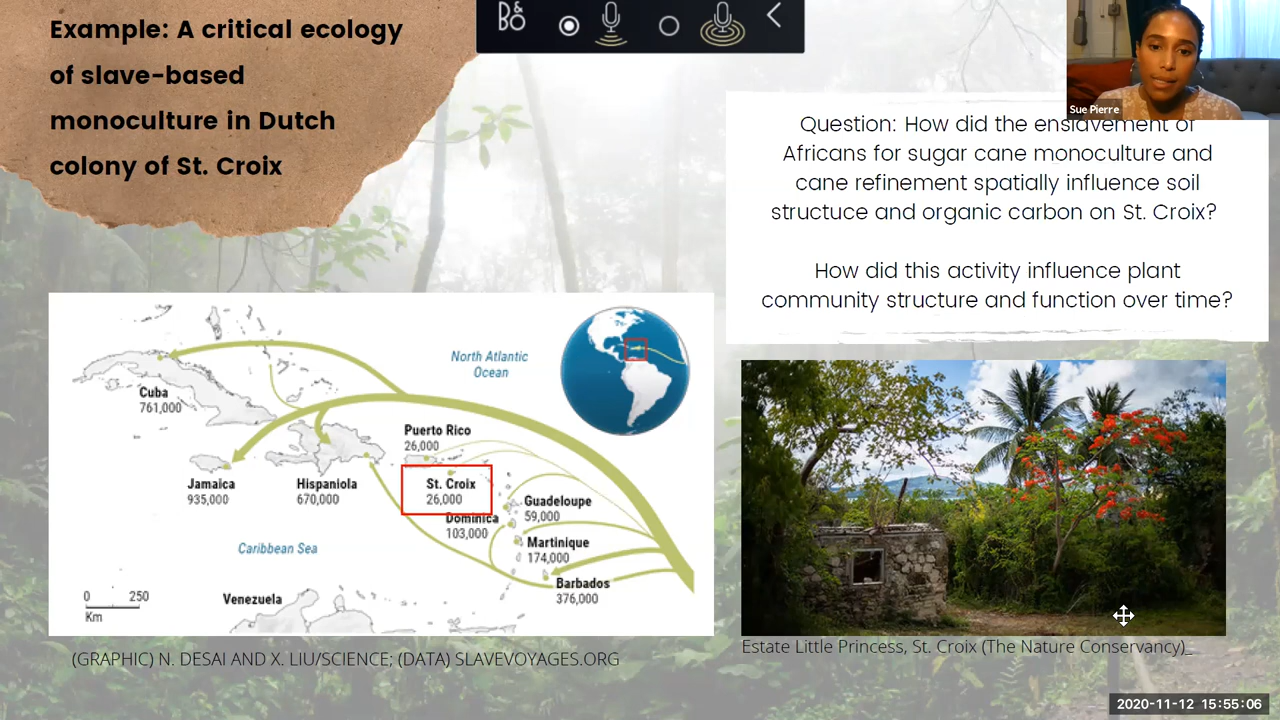 Example: A critical ecology
of slave-based
monoculture in Dutch
colony of St. Croix
B&O
Sue Pierre
Question: How did the enslavement of
Africans for sugar cane monoculture and
cane refinement spatially influence soil
structuce and organic carbon on St. Croix?
How did this activity influence plant
community structure and function over time?
North Atlantic
Ocean
Cuba
761,000
Puerto Rico
26,000
Jamaica
935,000
Hispaniola
670,000
St. Croix
26,000
Guadeloupe
59,000
Dominica
103,000
Martinique
174,000
Caribbean Sea
Barbados
376,000
0 250
Km
Venezuela
(GRAPHIC) N. DESAI AND X. LIU/SCIENCE; (DATA) SLAVEVOYAGES.ORG
Estate Little Princess, St. Croix (The Nature Conservancy)_
2020-11-12 15:55:06